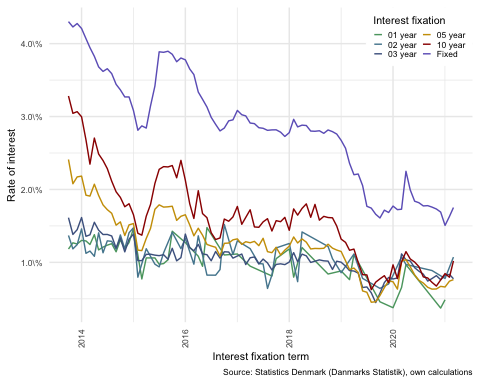 Interest fixation
01 year
05 year
02 year
10 year
03 year
Fixed
4.0%
3.0%
2.0%
1.0%
Rate of interest
2014
2016
2018
2020
Interest fixation term
Source: Statistics Denmark (Danmarks Statistik), own calculations